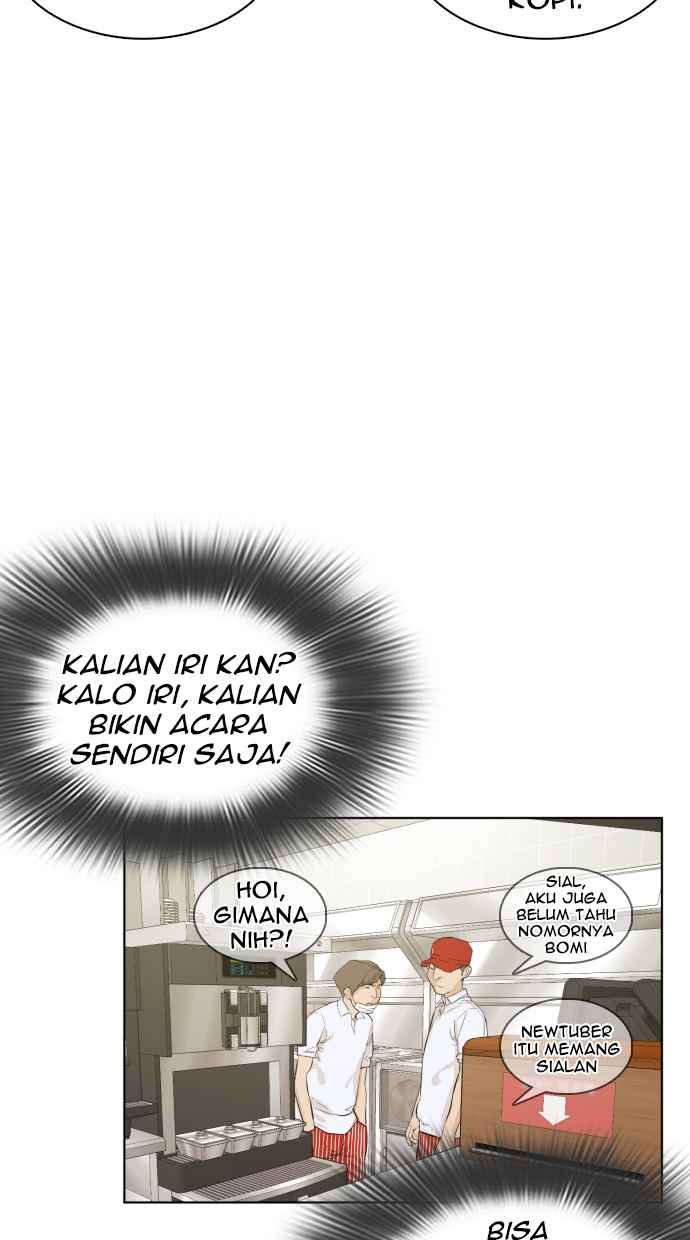 KOPI.
KALIAN IRI KAN?
KALO IRI, KALIAN
BIKIN ACARA
SENDIRI SAJA!
HOI,
GIMANA
NIH?!
SIAL,
AKU JUGA
BELUM TAHU
NOMORNYA
BOMI
NEWTUBER
ITU MEMANG
SIALAN
BISA